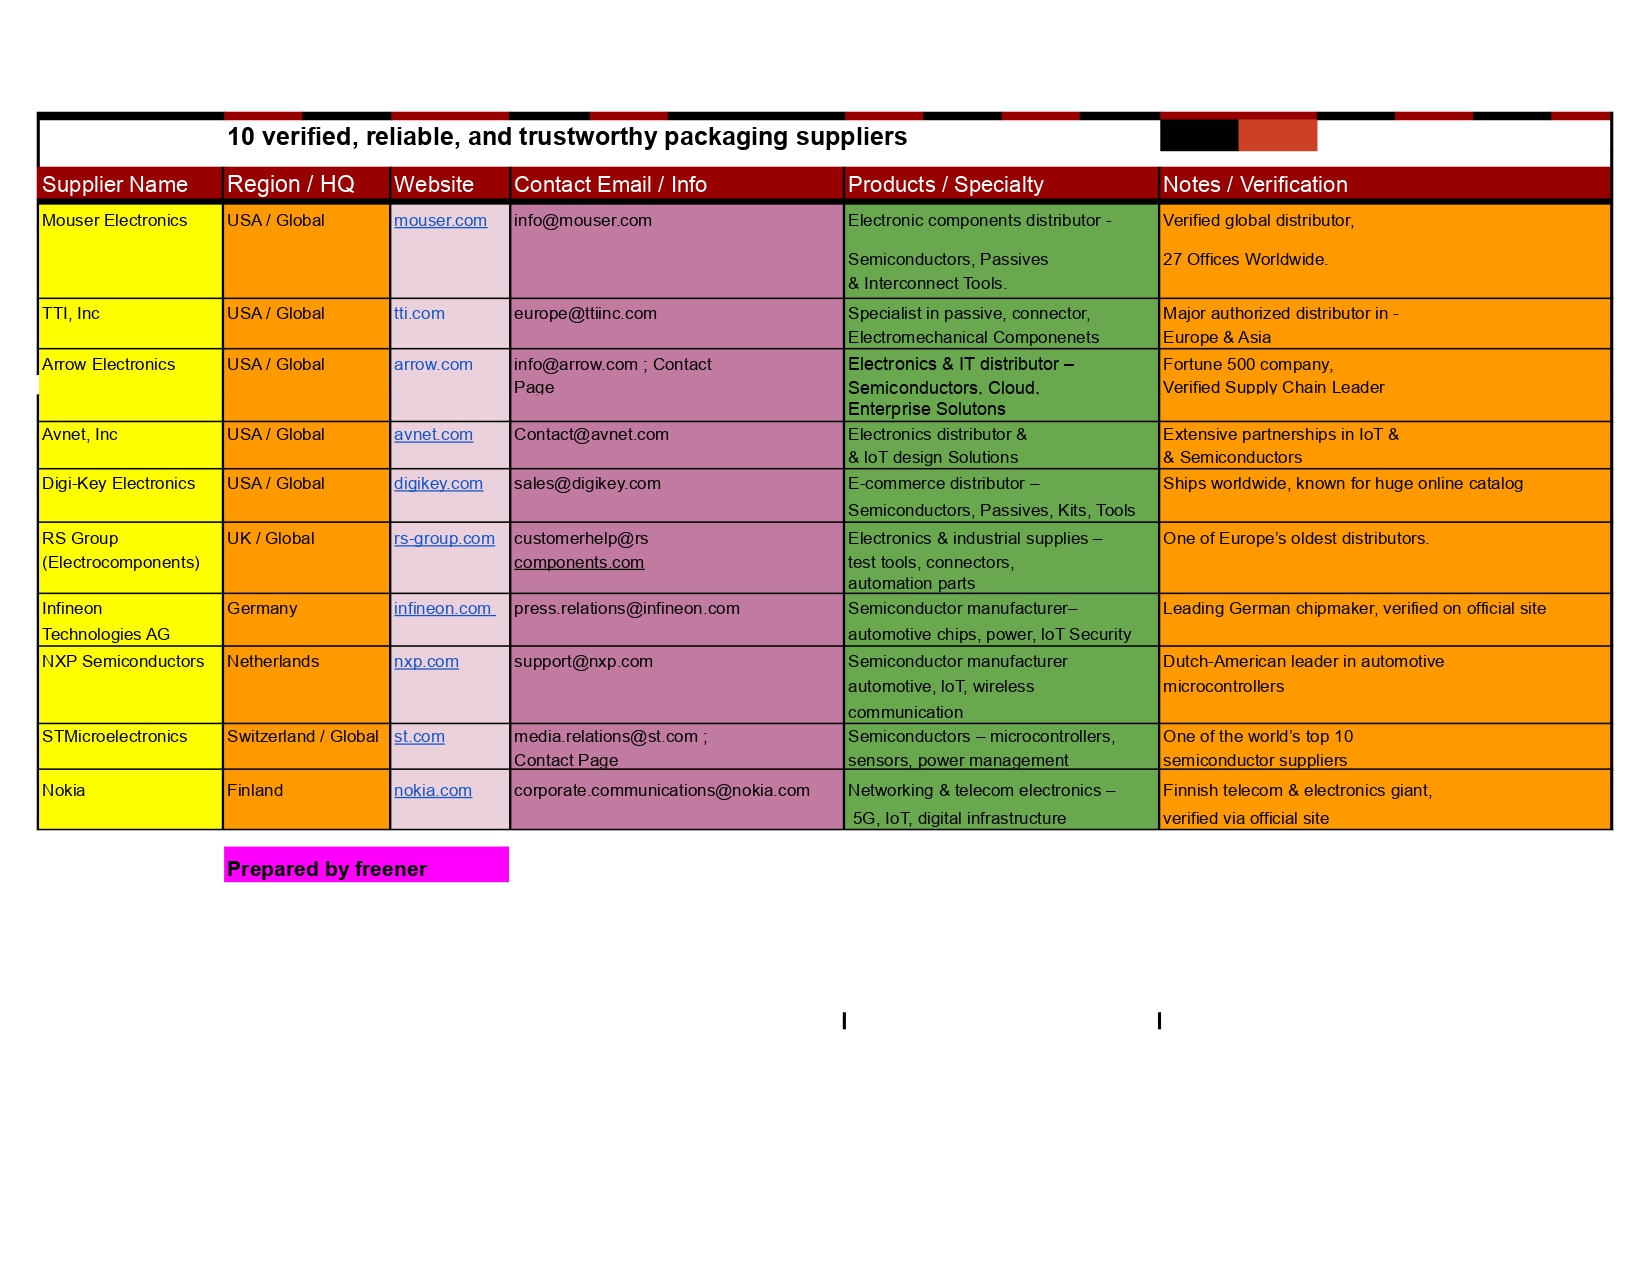 10 verified, reliable, and trustworthy packaging suppliers
Supplier Name Region / HQ Website Contact Email / Info Products / Specialty Notes / Verification
Mouser Electronics USA / Global mouser.com info@mouser.com Electronic components distributor - Verified global distributor,
Semiconductors, Passives 27 Offices Worldwide.
& Interconnect Tools.
TTI, Inc USA / Global tti.com europe@ttiinc.com Specialist in passive, connector, Major authorized distributor in -
Electromechanical Componenets Europe & Asia
Arrow Electronics USA / Global arrow.com info@arrow.com ; Contact Electronics & IT distributor – Fortune 500 company,
Page Semiconductors, Cloud, Verified Supply Chain Leader
Enterprise Solutons
Avnet, Inc USA / Global avnet.com Contact@avnet.com Electronics distributor & Extensive partnerships in IoT &
& IoT design Solutions & Semiconductors
Digi-Key Electronics USA / Global digikey.com sales@digikey.com E-commerce distributor – Ships worldwide, known for huge online catalog
Semiconductors, Passives, Kits, Tools
RS Group UK / Global rs-group.com customerhelp@rs Electronics & industrial supplies – One of Europe’s oldest distributors.
(Electrocomponents) components.com test tools, connectors,
automation parts
Infineon Germany infineon.com press.relations@infineon.com Semiconductor manufacturer– Leading German chipmaker, verified on official site
Technologies AG automotive chips, power, IoT Security
NXP Semiconductors Netherlands nxp.com support@nxp.com Semiconductor manufacturer Dutch-American leader in automotive
automotive, IoT, wireless microcontrollers
communication
STMicroelectronics Switzerland / Global st.com media.relations@st.com ; Semiconductors – microcontrollers, One of the world’s top 10
Contact Page sensors, power management semiconductor suppliers
Nokia Finland nokia.com corporate.communications@nokia.com Networking & telecom electronics – Finnish telecom & electronics giant,
5G, IoT, digital infrastructure verified via official site
Prepared by freener